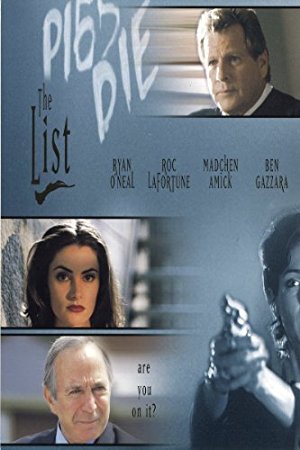 PIGS
DIE
The
List
RYAN
O'NEAL
ROC
LAFORTUNE
MADCHEN
AMICK
BEN
GAZZARA
are
you
on it?